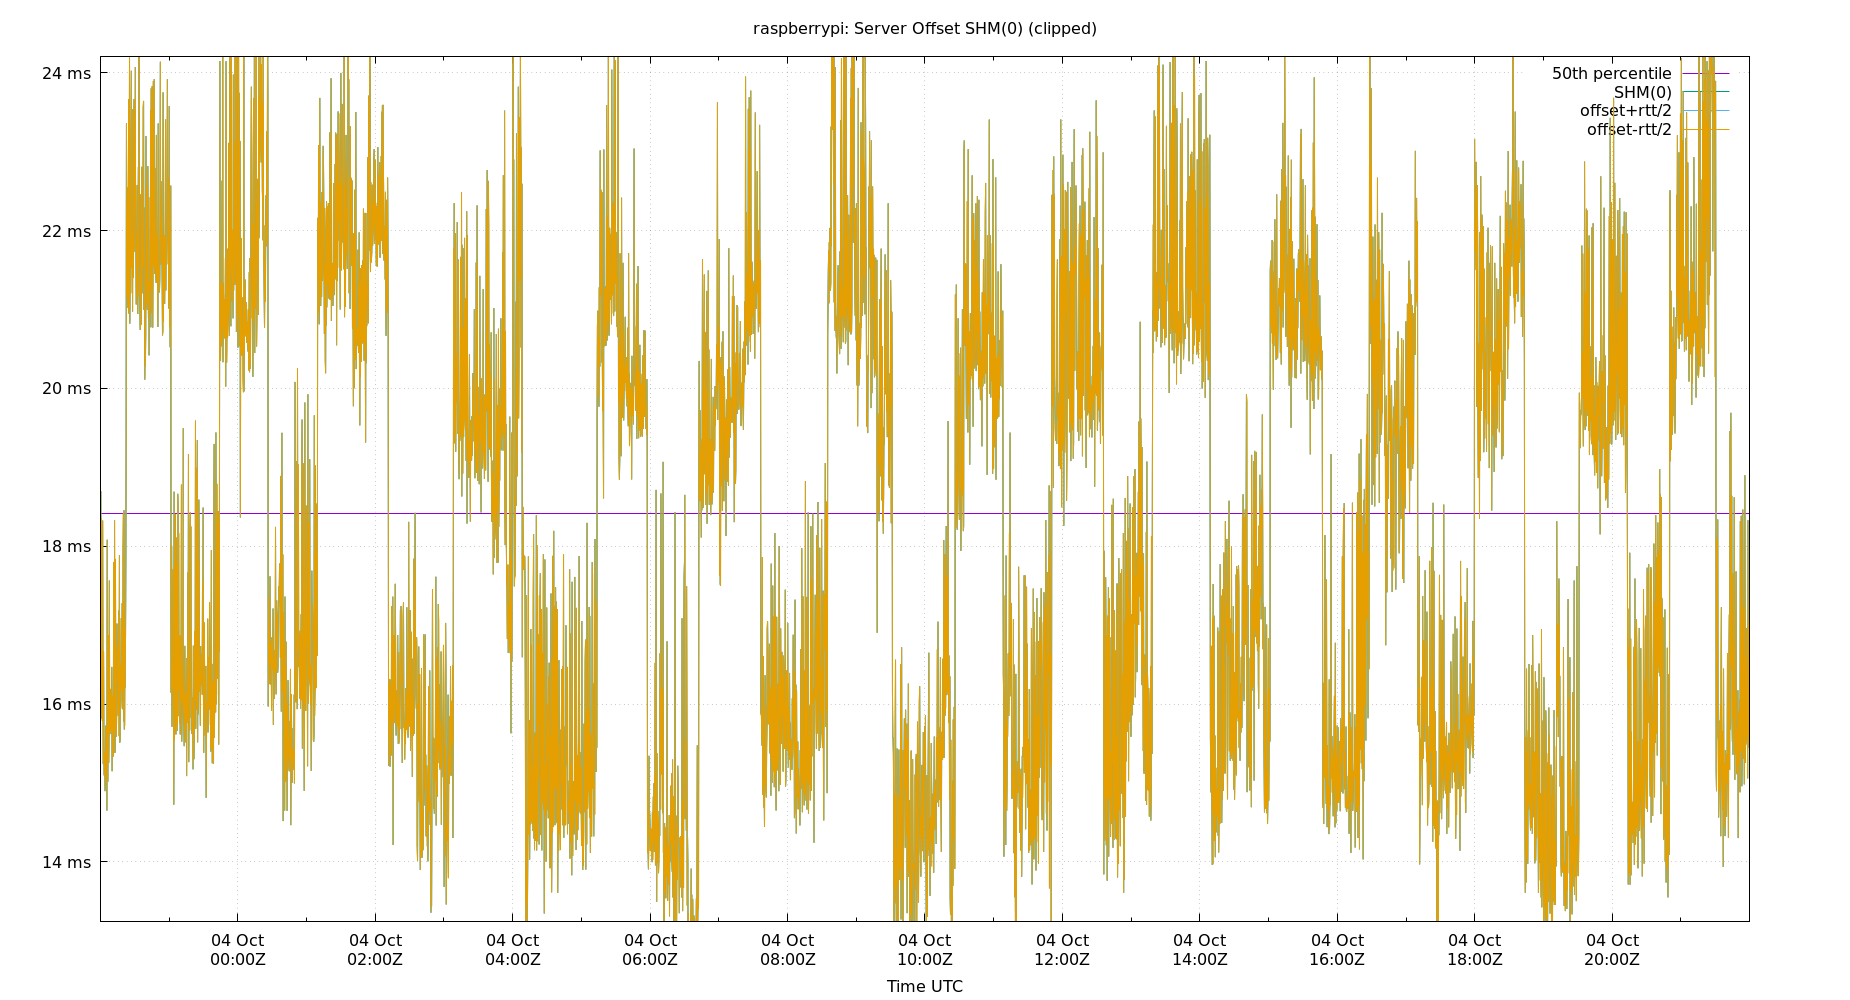 raspberrypi: Server Offset SHM(0) (clipped)
50th percentile
SHM(0)
offset+rtt/2
offset-rtt/2
24 ms
22 ms
20 ms
18 ms
16 ms
14 ms
04 Oct 04 Oct 04 Oct 04 Oct 04 Oct 04 Oct 04 Oct 04 Oct 04 Oct 04 Oct 04 Oct
00:00Z 02:00Z 04:00Z 06:00Z 08:00Z 10:00Z 12:00Z 14:00Z 16:00Z 18:00Z 20:00Z
Time UTC